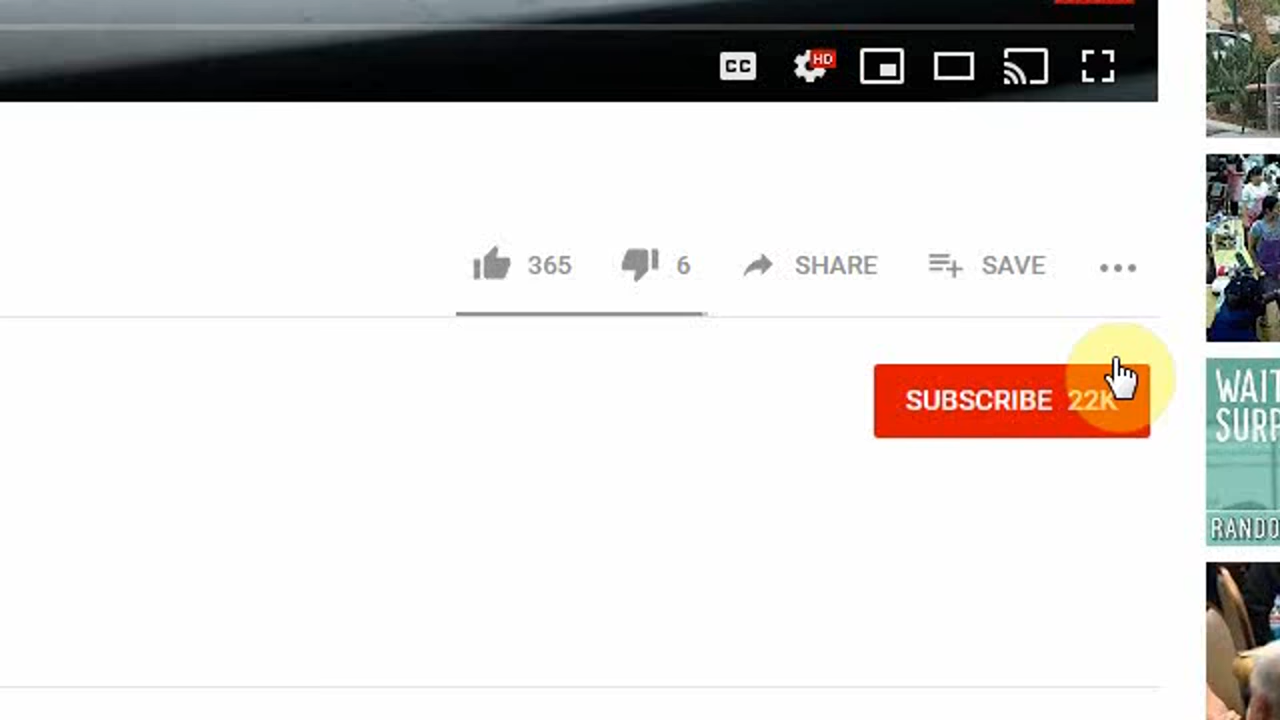 CC
HD
365 6 SHARE SAVE
SUBSCRIBE 22K
WAIT
SURP
RANDO